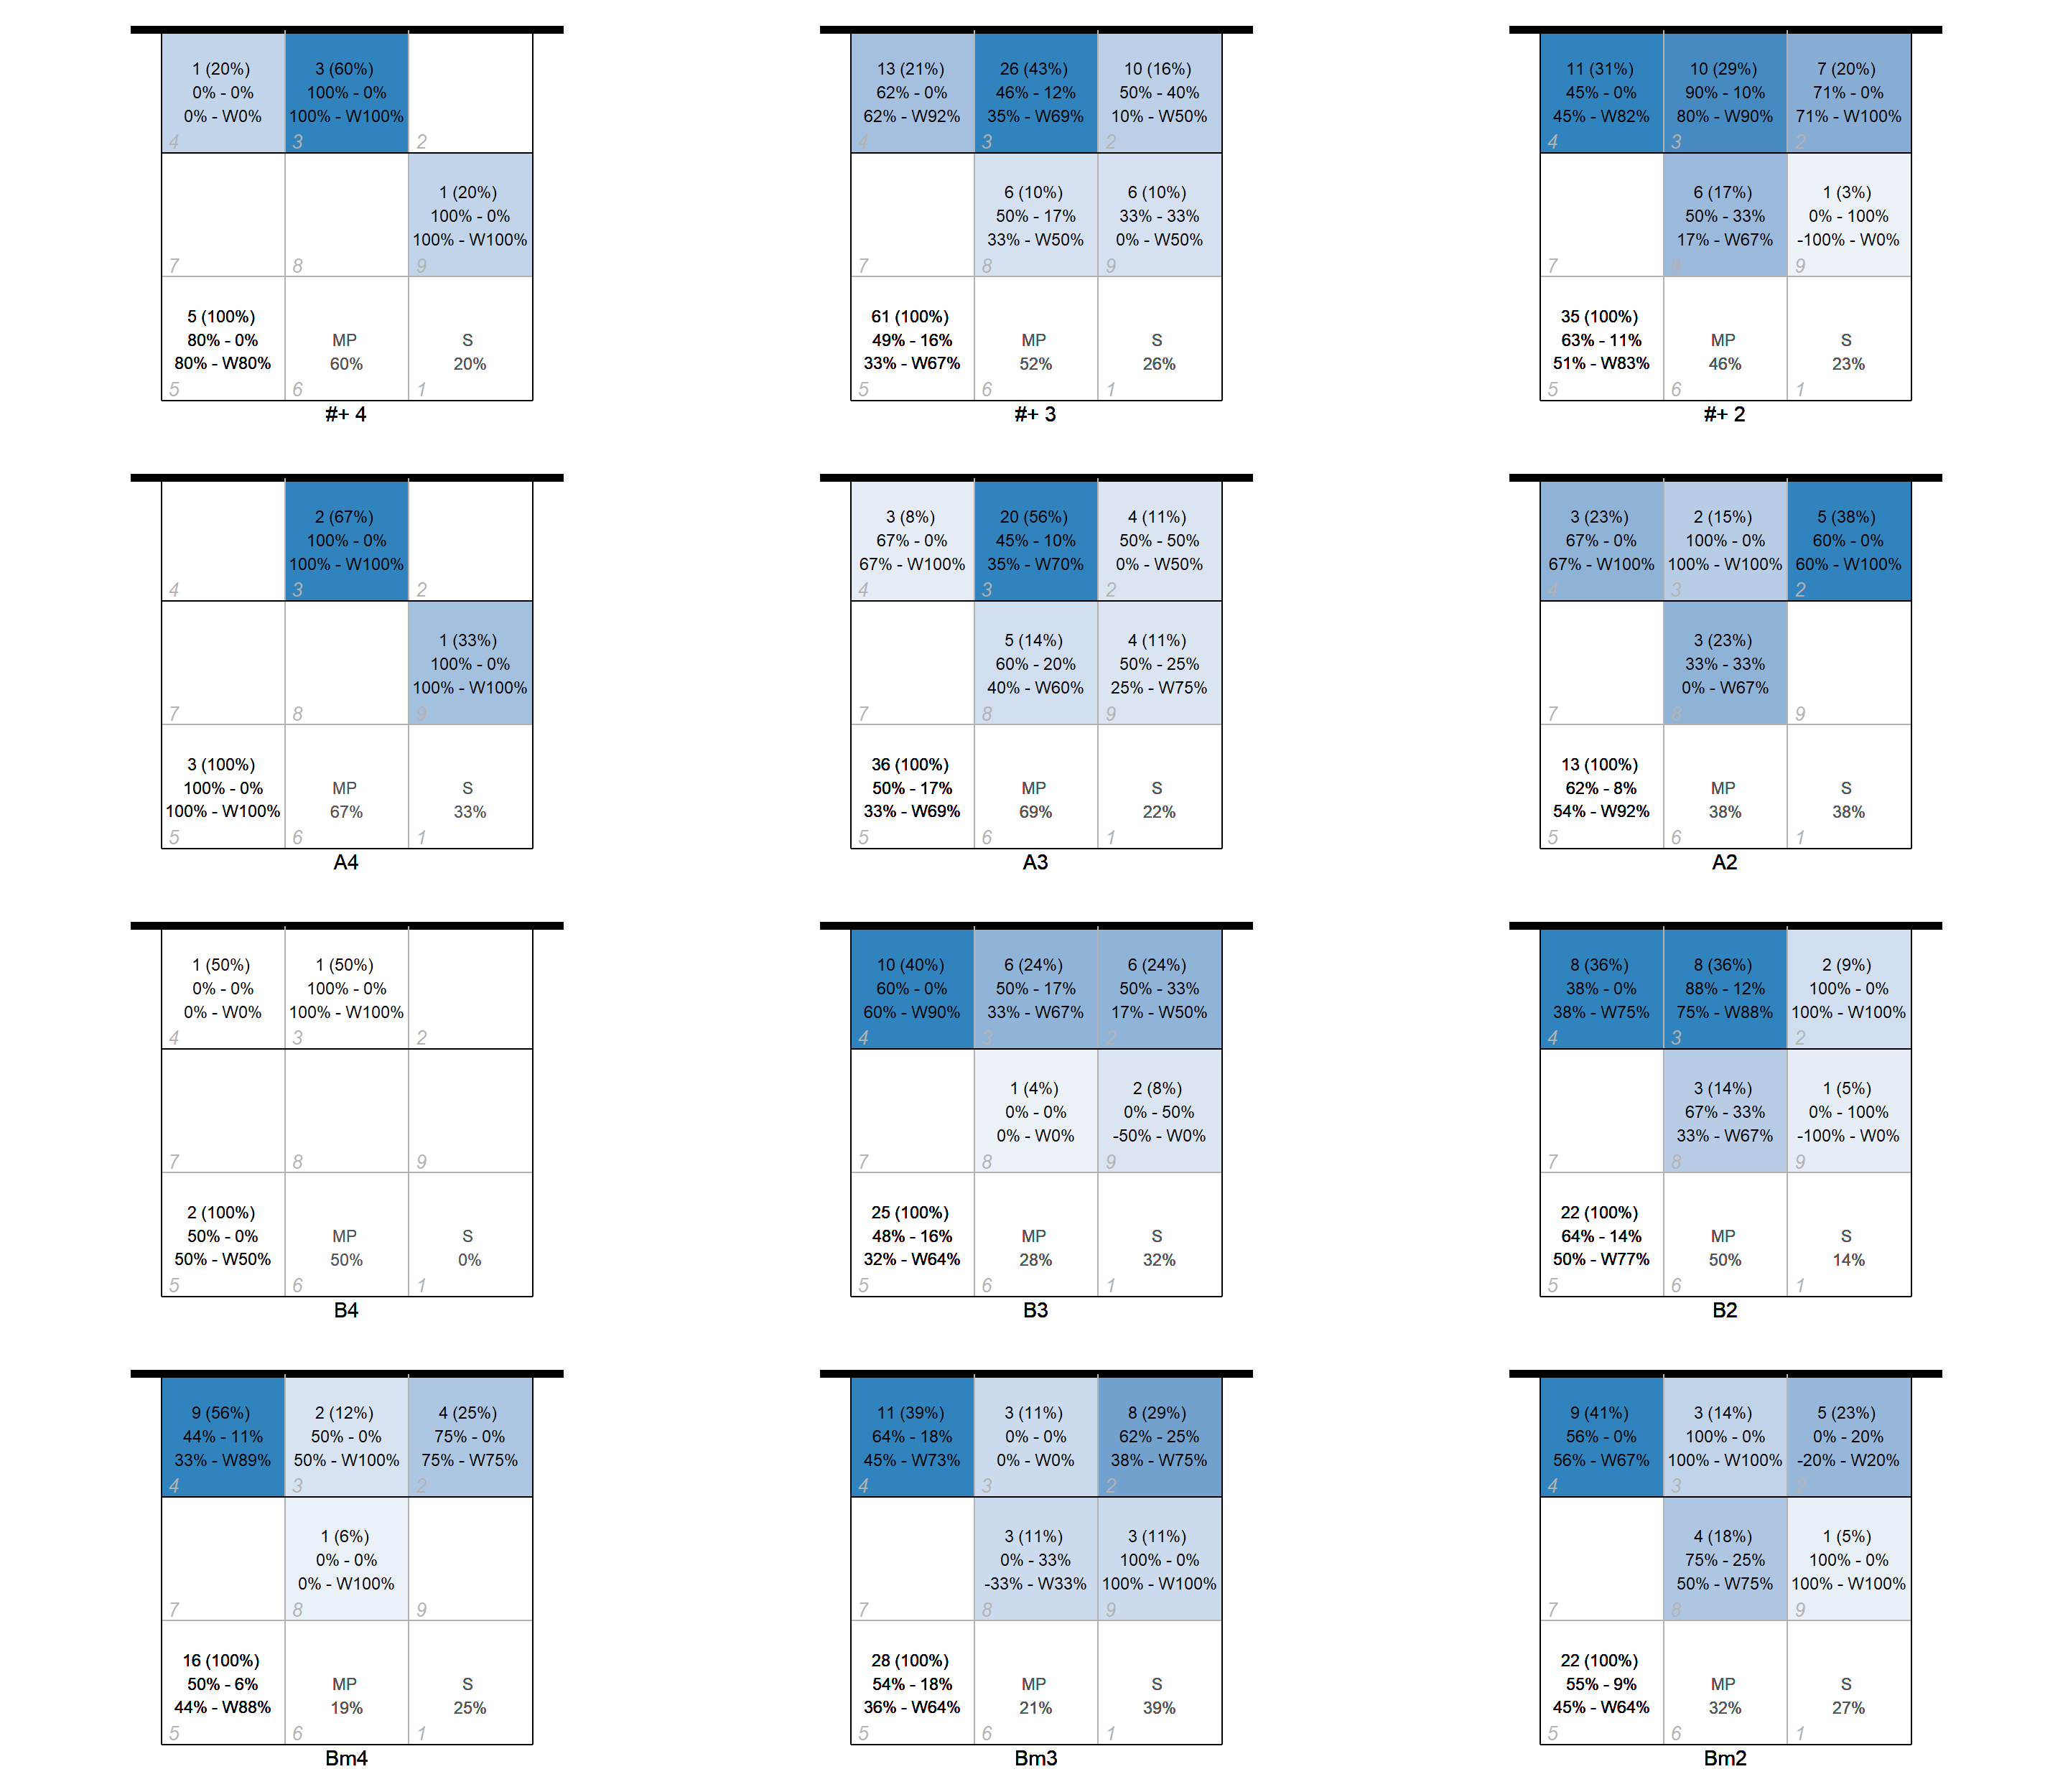 1 (20%)
0% - 0%
0% - W0%
4
3 (60%)
100% - 0%
100% - W100%
3
2
7
8
1 (20%)
100% - 0%
100% - W100%
9
5 (100%)
80% - 0%
80% - W80%
5
MP
60%
6
S
20%
1
#+ 4
13 (21%)
62% - 0%
62% - W92%
4
26 (43%)
46% - 12%
35% - W69%
3
10 (16%)
50% - 40%
10% - W50%
2
7
6 (10%)
50% - 17%
33% - W50%
8
6 (10%)
33% - 33%
0% - W50%
9
61 (100%)
49% - 16%
33% - W67%
5
MP
52%
6
S
26%
1
#+ 3
11 (31%)
45% - 0%
45% - W82%
4
10 (29%)
90% - 10%
80% - W90%
3
7 (20%)
71% - 0%
71% - W100%
2
7
6 (17%)
50% - 33%
17% - W67%
8
1 (3%)
0% - 100%
-100% - W0%
9
35 (100%)
63% - 11%
51% - W83%
5
MP
46%
6
S
23%
1
#+ 2
4
2 (67%)
100% - 0%
100% - W100%
3
2
7
8
1 (33%)
100% - 0%
100% - W100%
9
3 (100%)
100% - 0%
100% - W100%
5
MP
67%
6
S
33%
1
A4
3 (8%)
67% - 0%
67% - W100%
4
20 (56%)
45% - 10%
35% - W70%
3
4 (11%)
50% - 50%
0% - W50%
2
7
5 (14%)
60% - 20%
40% - W60%
8
4 (11%)
50% - 25%
25% - W75%
9
36 (100%)
50% - 17%
33% - W69%
5
MP
69%
6
S
22%
1
A3
3 (23%)
67% - 0%
67% - W100%
4
2 (15%)
100% - 0%
100% - W100%
3
5 (38%)
60% - 0%
60% - W100%
2
7
3 (23%)
33% - 33%
0% - W67%
8
9
13 (100%)
62% - 8%
54% - W92%
5
MP
38%
6
S
38%
1
A2
1 (50%)
0% - 0%
0% - W0%
4
1 (50%)
100% - 0%
100% - W100%
3
2
7
8
9
2 (100%)
50% - 0%
50% - W50%
5
MP
50%
6
S
0%
1
B4
10 (40%)
60% - 0%
60% - W90%
4
6 (24%)
50% - 17%
33% - W67%
3
6 (24%)
50% - 33%
17% - W50%
2
7
1 (4%)
0% - 0%
0% - W0%
8
2 (8%)
0% - 50%
-50% - W0%
9
25 (100%)
48% - 16%
32% - W64%
5
MP
28%
6
S
32%
1
B3
8 (36%)
38% - 0%
38% - W75%
4
8 (36%)
88% - 12%
75% - W88%
3
2 (9%)
100% - 0%
100% - W100%
2
7
3 (14%)
67% - 33%
33% - W67%
8
1 (5%)
0% - 100%
-100% - W0%
9
22 (100%)
64% - 14%
50% - W77%
5
MP
50%
6
S
14%
1
B2
9 (56%)
44% - 11%
33% - W89%
4
2 (12%)
50% - 0%
50% - W100%
3
4 (25%)
75% - 0%
75% - W75%
2
7
1 (6%)
0% - 0%
0% - W100%
8
9
16 (100%)
50% - 6%
44% - W88%
5
MP
19%
6
S
25%
1
Bm4
11 (39%)
64% - 18%
45% - W73%
4
3 (11%)
0% - 0%
0% - W0%
3
8 (29%)
62% - 25%
38% - W75%
2
7
3 (11%)
0% - 33%
-33% - W33%
8
3 (11%)
100% - 0%
100% - W100%
9
28 (100%)
54% - 18%
36% - W64%
5
MP
21%
6
S
39%
1
Bm3
9 (41%)
56% - 0%
56% - W67%
4
3 (14%)
100% - 0%
100% - W100%
3
5 (23%)
0% - 20%
-20% - W20%
2
7
4 (18%)
75% - 25%
50% - W75%
8
1 (5%)
100% - 0%
100% - W100%
9
22 (100%)
55% - 9%
45% - W64%
5
MP
32%
6
S
27%
1
Bm2